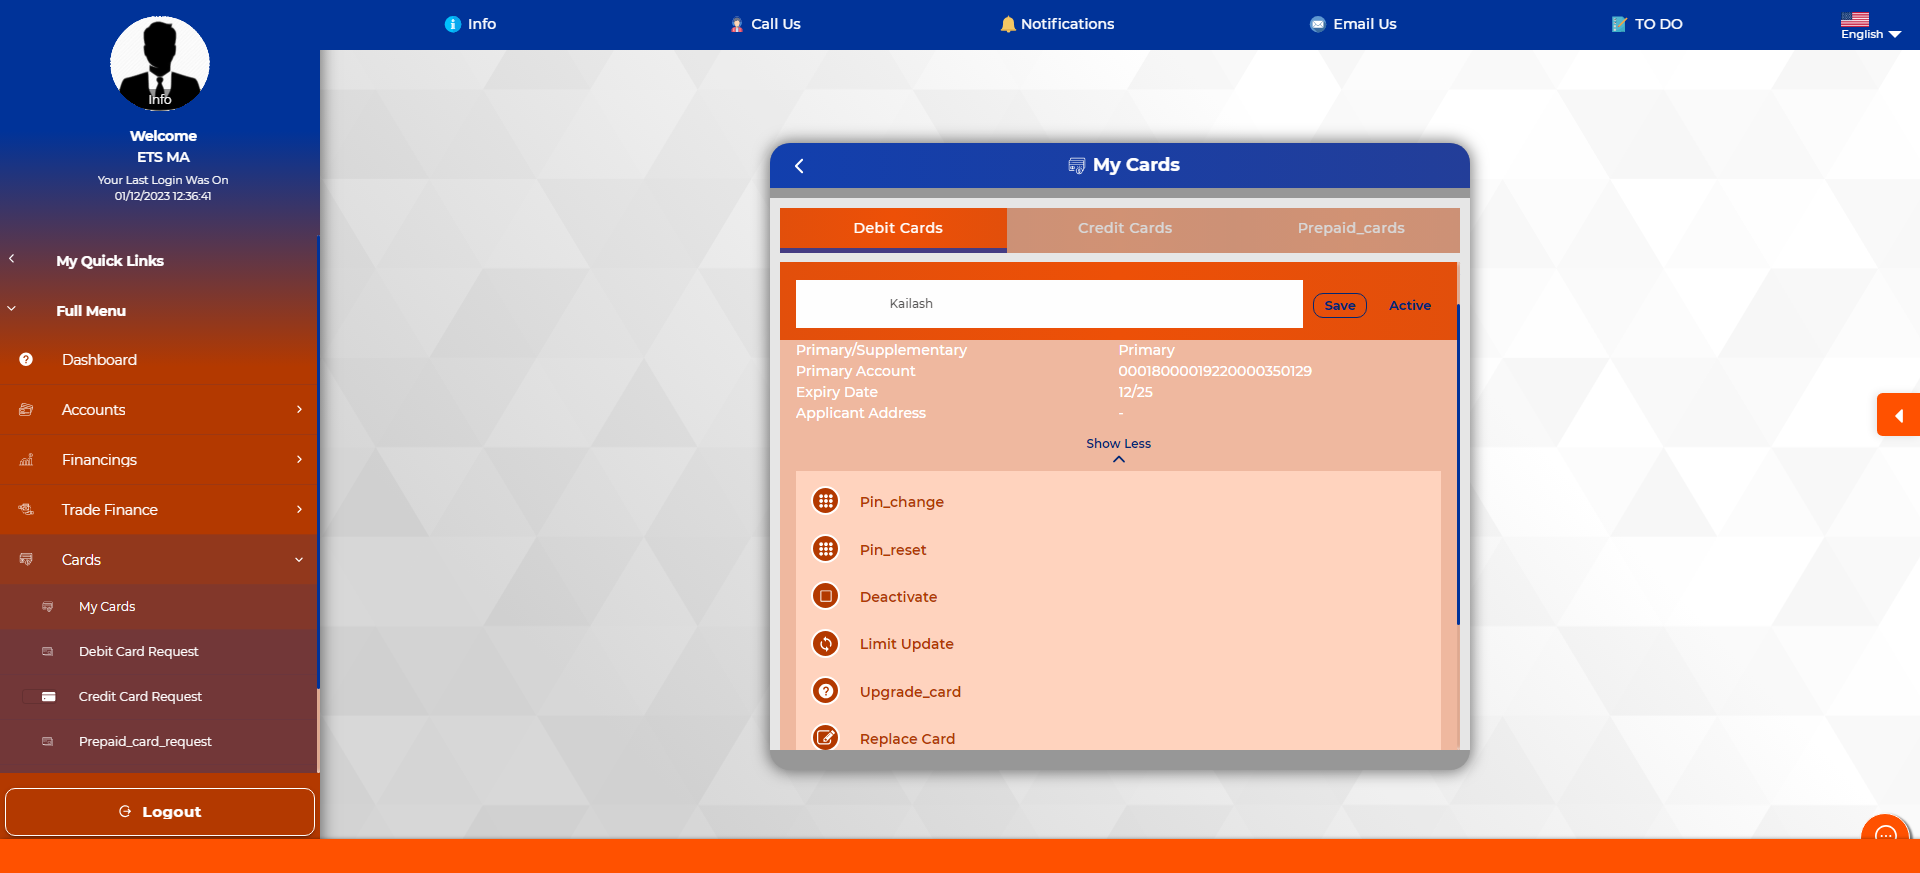 Info
Call Us
Notifications
Email Us
TO DO
English
Info
Welcome
ETS MA
Your Last Login Was On
01/12/2023 12:36:41
My Quick Links
Full Menu
Dashboard
Accounts
Financings
Trade Finance
Cards
My Cards
Debit Card Request
Credit Card Request
Prepaid_card_request
Logout
My Cards
Debit Cards
Credit Cards
Prepaid_cards
Kailash
Save
Active
Primary/Supplementary Primary
Primary Account 00018000019220000350129
Expiry Date 12/25
Applicant Address -
Show Less
Pin_change
Pin_reset
Deactivate
Limit Update
Upgrade_card
Replace Card